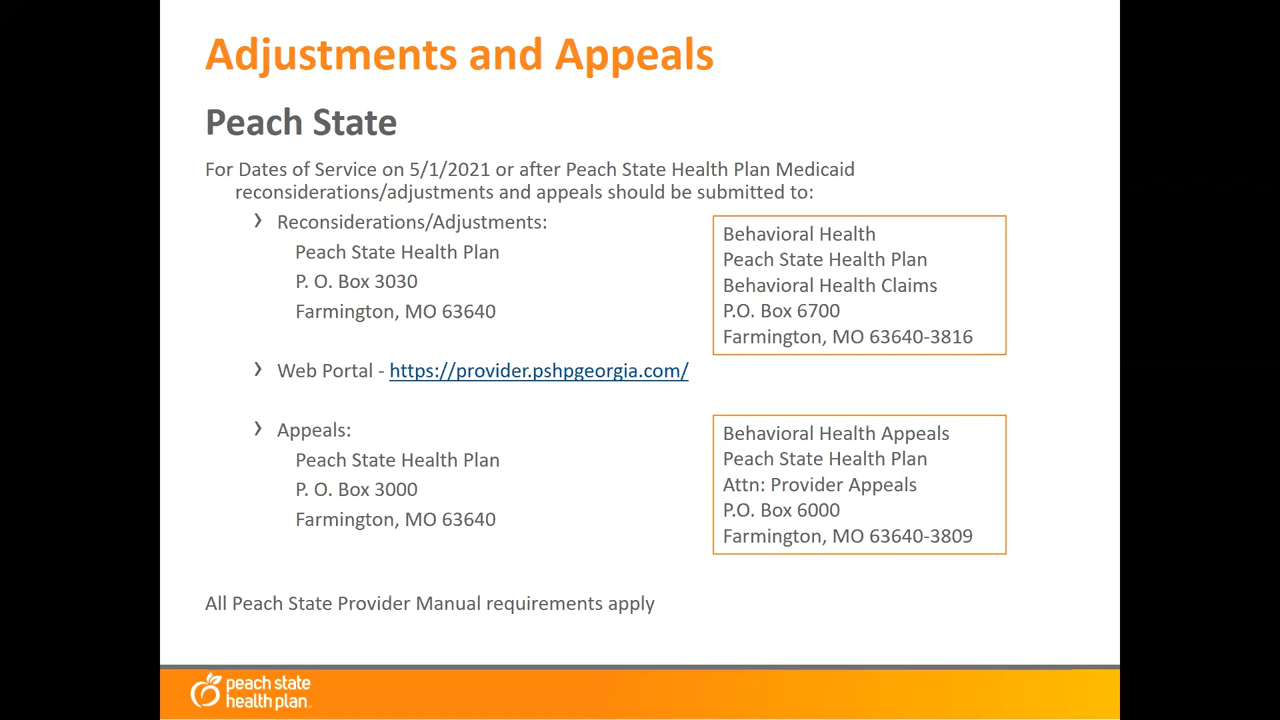 Adjustments and Appeals
Peach State
For Dates of Service on 5/1/2021 or after Peach State Health Plan Medicaid
reconsiderations/adjustments and appeals should be submitted to:
› Reconsiderations/Adjustments:
Peach State Health Plan
P. O. Box 3030
Farmington, MO 63640
Behavioral Health
Peach State Health Plan
Behavioral Health Claims
P.O. Box 6700
Farmington, MO 63640-3816
› Web Portal - https://provider.pshpgeorgia.com/
› Appeals:
Peach State Health Plan
P. O. Box 3000
Farmington, MO 63640
Behavioral Health Appeals
Peach State Health Plan
Attn: Provider Appeals
P.O. Box 6000
Farmington, MO 63640-3809
All Peach State Provider Manual requirements apply
peach state
health plan.